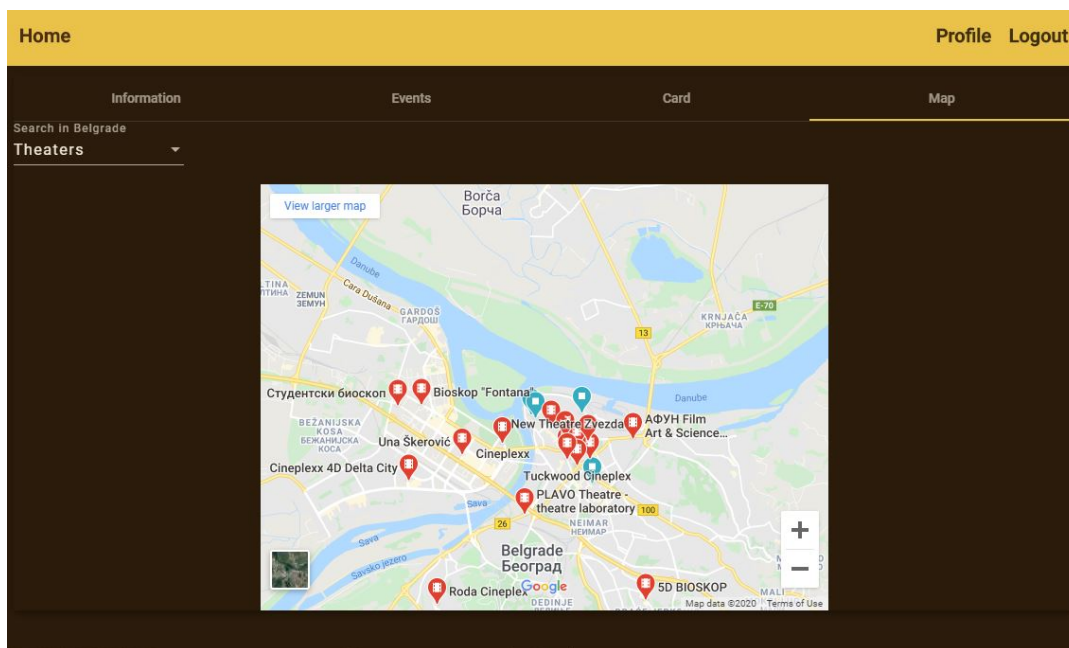 Home
Profile Logout
Information Events Card Map
Search in Belgrade
Theaters
View larger map
Borča
Борча
Danube
Cara Dušana
ZEMUN
ЗЕМУН
GARDOŠ
ГАРДОШ
E-70
KRNJAČA
КРЊАЧА
13
Студентски биоскоп
Bioskop "Fontana"
Danube
BEŽANIJSKA
KOSA
БЕЖАНИЈСКА
КОСА
New Theatre Zvezda
АФУН Film
Art & Science...
Una Škerović
Cineplexx
Cineplexx 4D Delta City
Tuckwood Cineplex
Sava
PLAVO Theatre -
theatre laboratory
100
26
NEIMAR
НЕИМАР
Sava
Savsko jezero
Belgrade
Београд
Google
Roda Cineplex
DEDINJE
5D BIOSKOP
MALI
Map data ©2020 Terms of Use